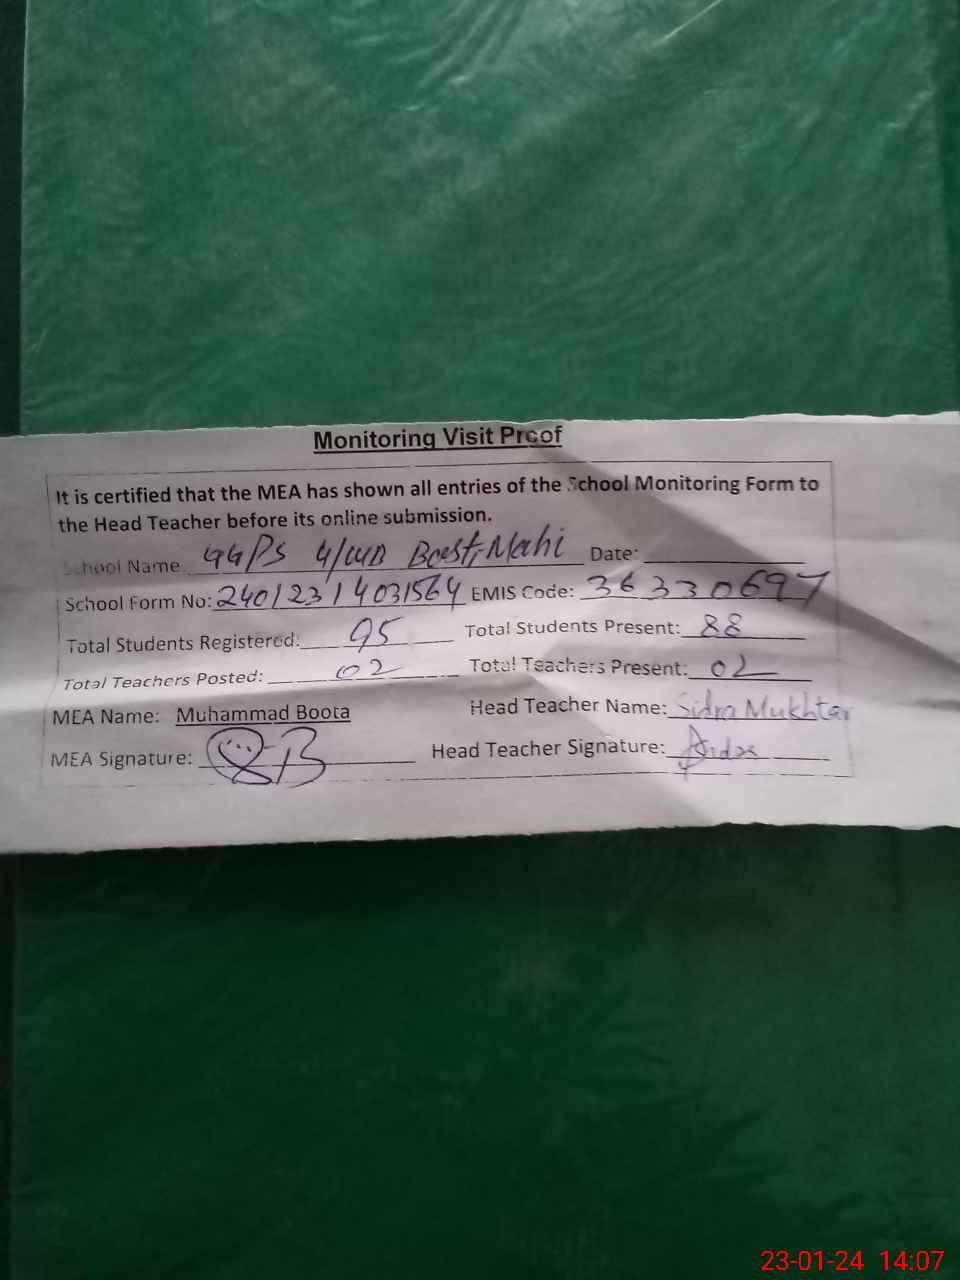 Monitoring Visit Proof
It is certified that the MEA has shown all entries of the School Monitoring Form to
the Head Teacher before its online submission.
School Name: GGPS 4/WB Basti Mahi Date:
School Form No: 24012314031564 EMIS Code: 36330697
Total Students Registered: 95 Total Students Present: 88
Total Teachers Posted: 02 Total Teachers Present: 02
MEA Name: Muhammad Boota Head Teacher Name: Sidra Mukhtar
MEA Signature: Head Teacher Signature:
23-01-24 14:07